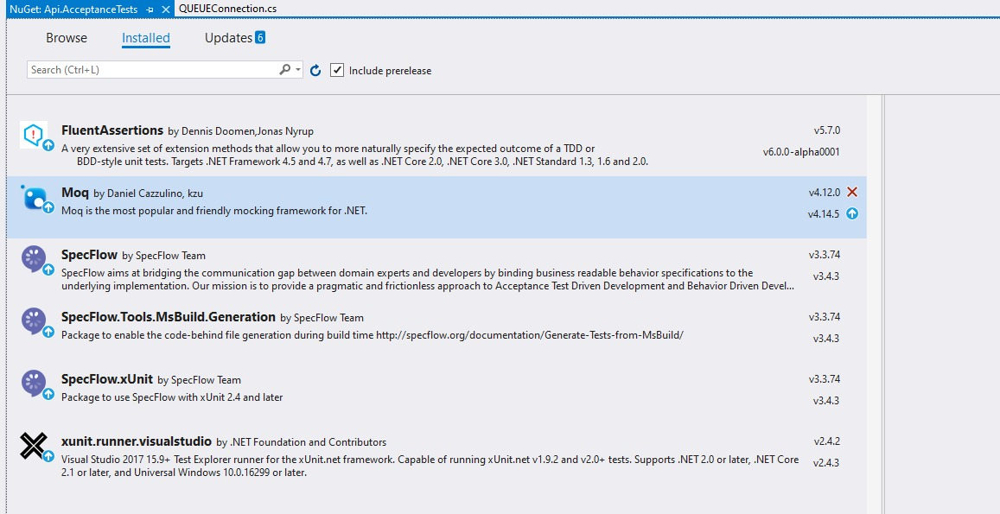 NuGet: Api.AcceptanceTests QUEUEConnection.cs
Browse Installed Updates 6
Search (Ctrl+L) Include prerelease
FluentAssertions by Dennis Doomen,Jonas Nyrup v5.7.0
A very extensive set of extension methods that allow you to more naturally specify the expected outcome of a TDD or
v6.0.0-alpha0001
BDD-style unit tests. Targets .NET Framework 4.5 and 4.7, as well as .NET Core 2.0, .NET Core 3.0, .NET Standard 1.3, 1.6 and 2.0.
Moq by Daniel Cazzulino, kzu v4.12.0
Moq is the most popular and friendly mocking framework for .NET. v4.14.5
SpecFlow by SpecFlow Team v3.3.74
SpecFlow aims at bridging the communication gap between domain experts and developers by binding business readable behavior specifications to the
v3.4.3
underlying implementation. Our mission is to provide a pragmatic and frictionless approach to Acceptance Test Driven Development and Behavior Driven Devel...
SpecFlow.Tools.MsBuild.Generation by SpecFlow Team v3.3.74
Package to enable the code-behind file generation during build time http://specflow.org/documentation/Generate-Tests-from-MsBuild/ v3.4.3
SpecFlow.xUnit by SpecFlow Team v3.3.74
Package to use SpecFlow with xUnit 2.4 and later v3.4.3
xunit.runner.visualstudio by .NET Foundation and Contributors v2.4.2
Visual Studio 2017 15.9+ Test Explorer runner for the xUnit.net framework. Capable of running xUnit.net v1.9.2 and v2.0+ tests. Supports .NET 2.0 or later, .NET Core
v2.4.3
2.1 or later, and Universal Windows 10.0.16299 or later.